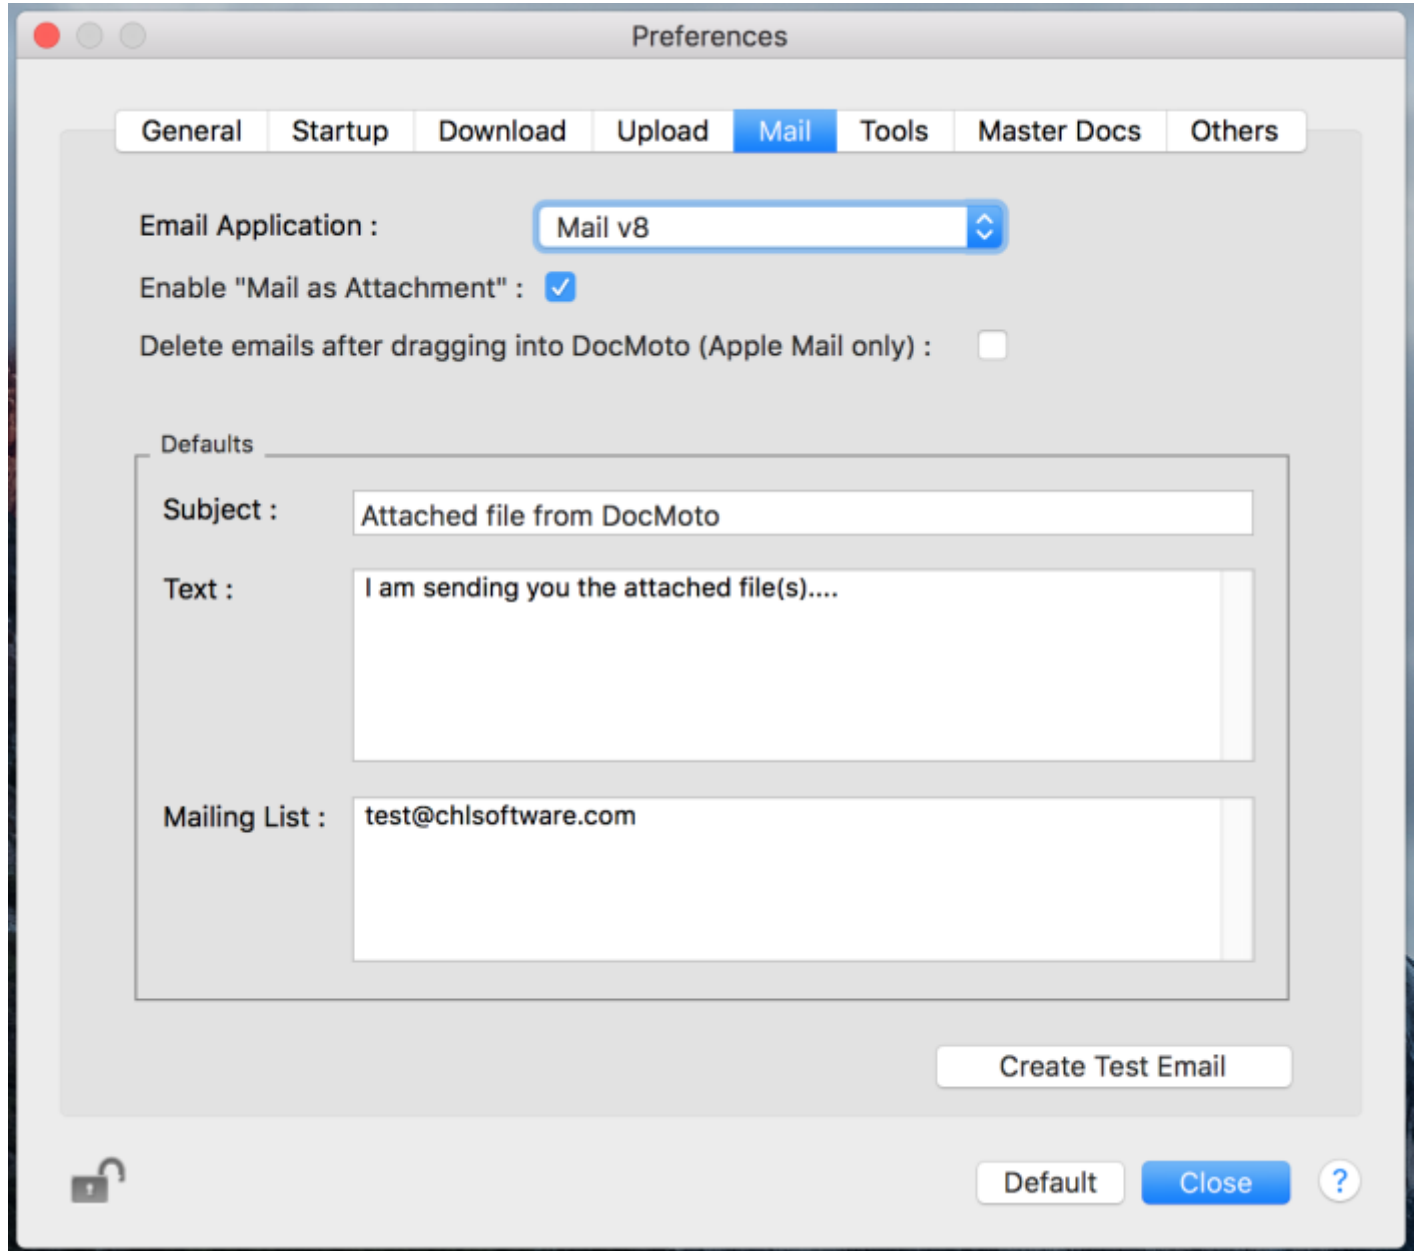 Preferences
General Startup Download Upload Mail Tools Master Docs Others
Email Application : Mail v8
Enable "Mail as Attachment" :
Delete emails after dragging into DocMoto (Apple Mail only) :
Defaults
Subject : Attached file from DocMoto
Text : I am sending you the attached file(s)....
Mailing List : test@chlsoftware.com
Create Test Email
Default Close ?